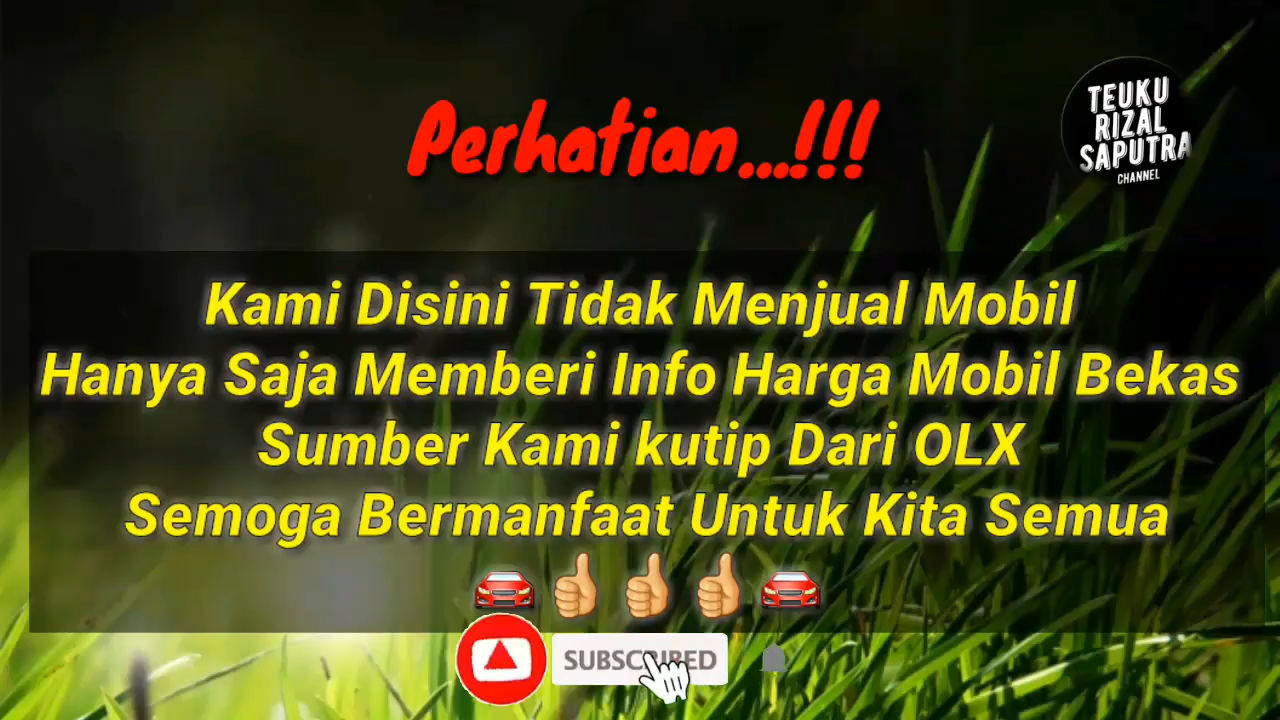 Perhatian...!!!
TEUKU
RIZAL
SAPUTRA
CHANNEL
Kami Disini Tidak Menjual Mobil
Hanya Saja Memberi Info Harga Mobil Bekas
Sumber Kami kutip Dari OLX
Semoga Bermanfaat Untuk Kita Semua
SUBSCRIBED